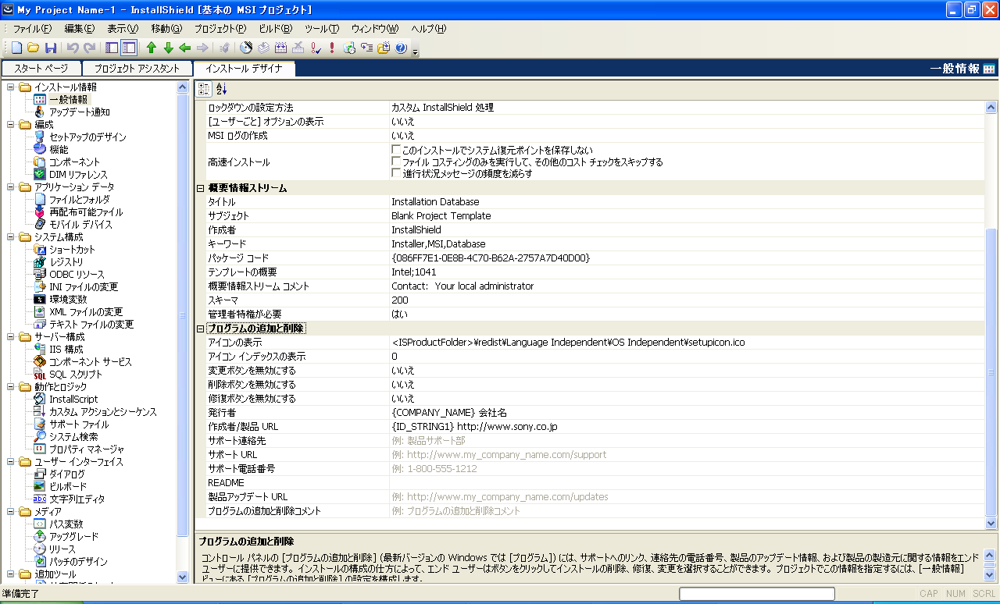 My Project Name-1 - InstallShield [基本の MSI プロジェクト]
ファイル(F) 編集(E) 表示(V) 移動(G) プロジェクト(P) ビルド(B) ツール(T) ウィンドウ(W) ヘルプ(H)
スタート ページ プロジェクト アシスタント インストール デザイナ 一般情報
インストール情報
一般情報
アップデート通知
編成
セットアップのデザイン
機能
コンポーネント
DIM リファレンス
アプリケーション データ
ファイルとフォルダ
再配布可能ファイル
モバイル デバイス
システム構成
ショートカット
レジストリ
ODBC リソース
INI ファイルの変更
環境変数
XML ファイルの変更
テキスト ファイルの変更
サーバー構成
IIS 構成
コンポーネント サービス
SQL スクリプト
動作とロジック
InstallScript
カスタム アクションとシーケンス
サポート ファイル
システム検索
プロパティ マネージャ
ユーザー インターフェイス
ダイアログ
ビルボード
文字列エディタ
メディア
パス変数
アップグレード
リリース
パッチのデザイン
追加ツール
ロックダウンの設定方法 カスタム InstallShield 処理
[ユーザーごと] オプションの表示 いいえ
MSI ログの作成 いいえ
高速インストール
このインストールでシステム復元ポイントを保存しない
ファイル コスティングのみを実行して、その他のコスト チェックをスキップする
進行状況メッセージの頻度を減らす
概要情報ストリーム
タイトル Installation Database
サブジェクト Blank Project Template
作成者 InstallShield
キーワード Installer,MSI,Database
パッケージ コード {086FF7E1-0E8B-4C70-B62A-2757A7D40D00}
テンプレートの概要 Intel;1041
概要情報ストリーム コメント Contact: Your local administrator
スキーマ 200
管理者特権が必要 はい
プログラムの追加と削除
アイコンの表示 <ISProductFolder>¥redist¥Language Independent¥OS Independent¥setupicon.ico
アイコン インデックスの表示 0
変更ボタンを無効にする いいえ
削除ボタンを無効にする いいえ
修復ボタンを無効にする いいえ
発行者 {COMPANY_NAME} 会社名
作成者/製品 URL {ID_STRING1} http://www.sony.co.jp
サポート連絡先 例: 製品サポート部
サポート URL 例: http://www.my_company_name.com/support
サポート電話番号 例: 1-800-555-1212
README
製品アップデート URL 例: http://www.my_company_name.com/updates
プログラムの追加と削除コメント 例: プログラムの追加と削除コメント
プログラムの追加と削除
コントロール パネルの [プログラムの追加と削除] (最新バージョンの Windows では [プログラム]) には、サポートへのリンク、連絡先の電話番号、製品のアップデート情報、および製品の製造元に関する情報をエンド
ユーザーに提供できます。インストールの構成の仕方によって、エンド ユーザーはボタンをクリックしてインストールの削除、修復、変更を選択することができます。プロジェクトでこの情報を指定するには、[一般情報]
ビューにある [プログラムの追加と削除] の設定を構成します。
準備完了 CAP NUM SCRL